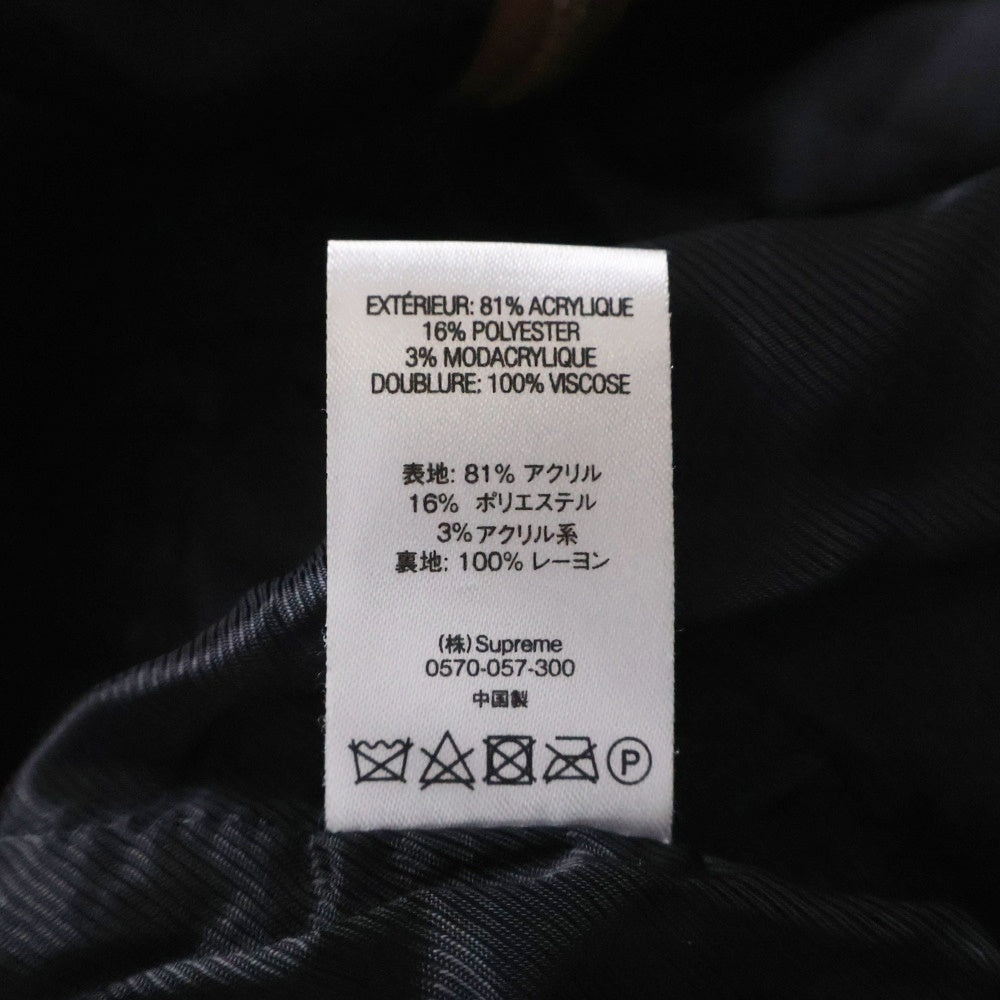 EXTÉRIEUR: 81% ACRYLIQUE
16% POLYESTER
3% MODACRYLIQUE
DOUBLURE: 100% VISCOSE
表地: 81% アクリル
16% ポリエステル
3%アクリル系
裏地: 100% レーヨン
(株)Supreme
0570-057-300
中国製
P